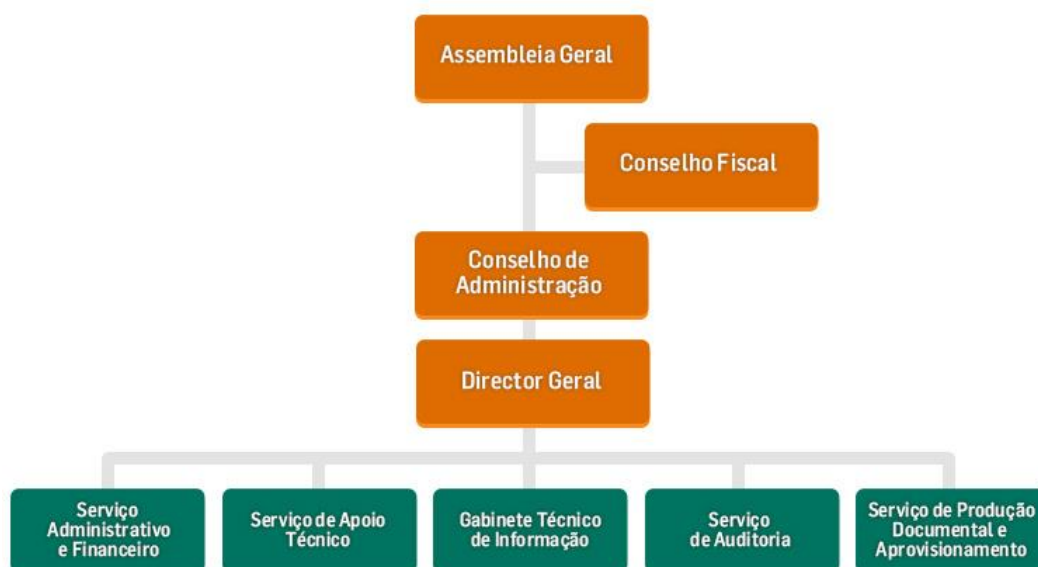 Assembleia Geral
Conselho Fiscal
Conselho de
Administração
Director Geral
Serviço
Administrativo
e Financeiro
Serviço de Apoio
Técnico
Gabinete Técnico
de Informação
Serviço
de Auditoria
Serviço de Produção
Documental e
Aprovisionamento